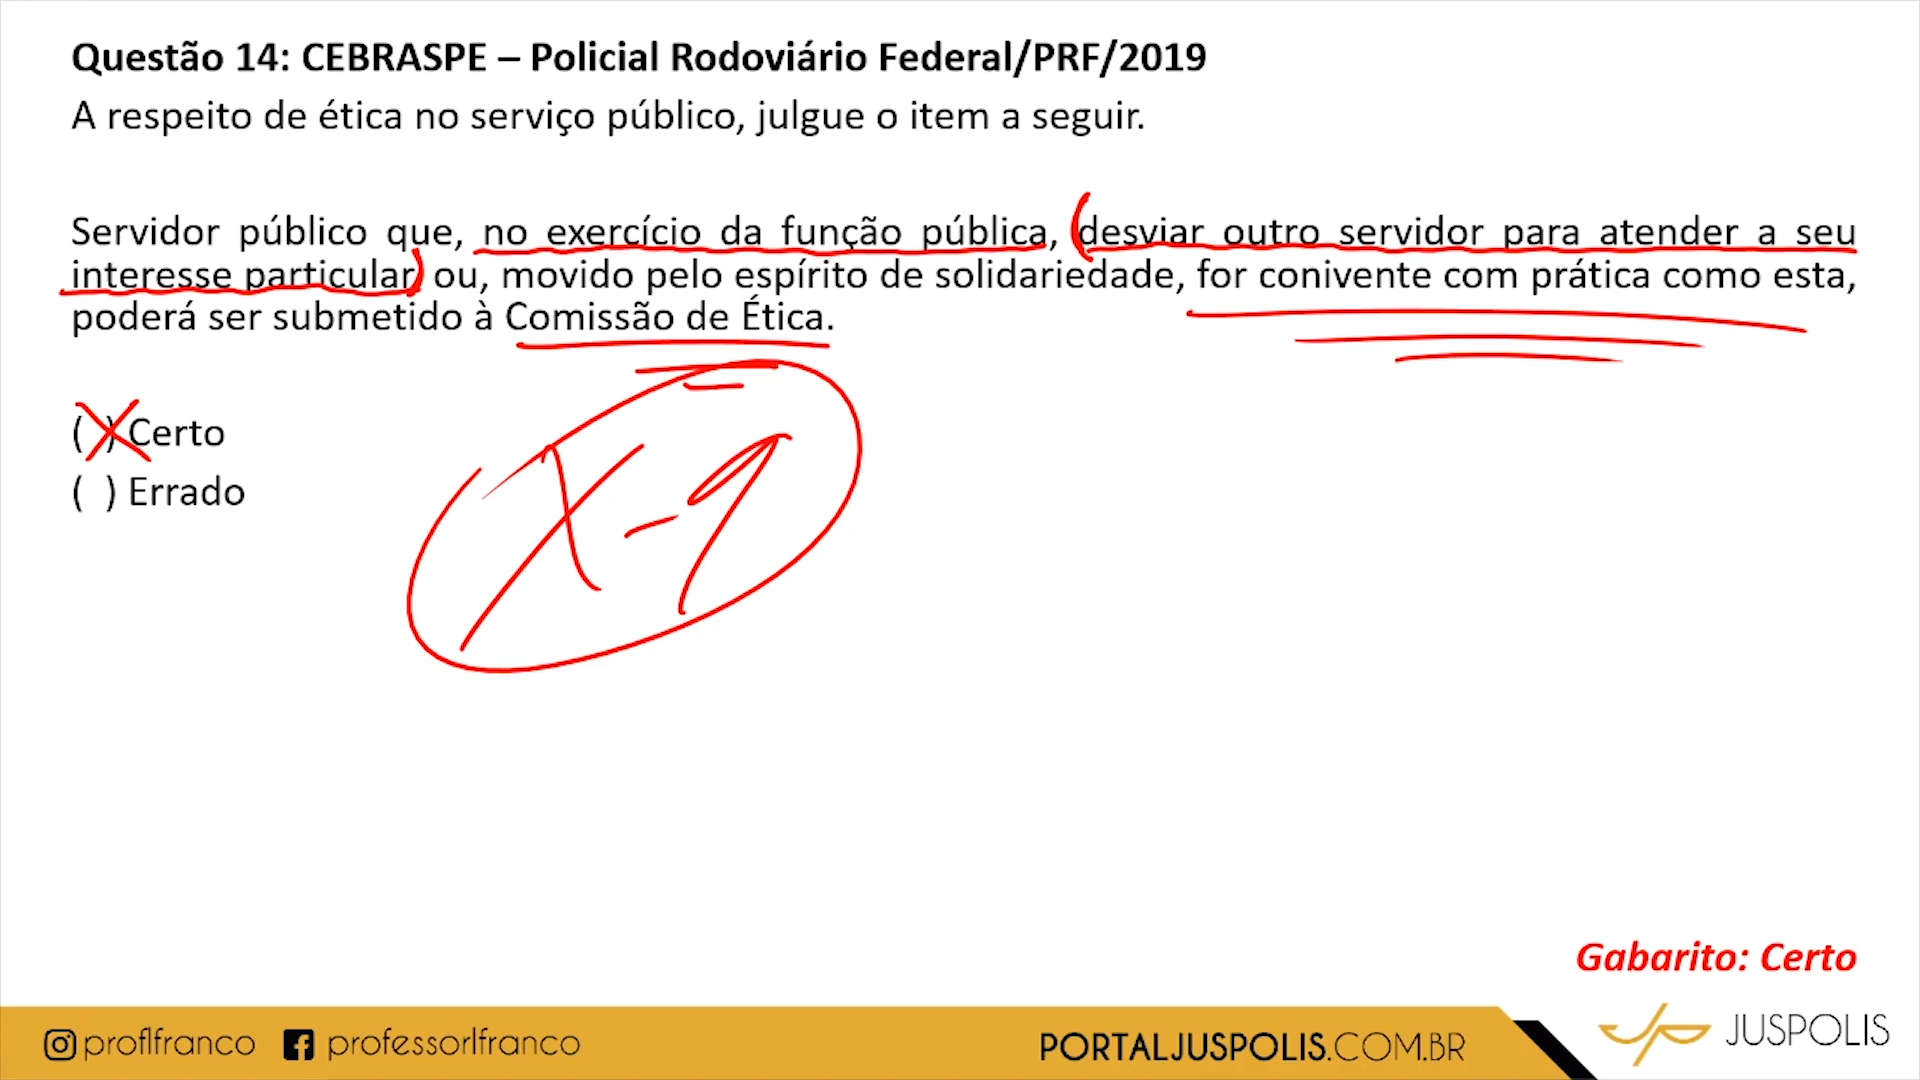 Questão 14: CEBRASPE – Policial Rodoviário Federal/PRF/2019
A respeito de ética no serviço público, julgue o item a seguir.
Servidor público que, no exercício da função pública, desviar outro servidor para atender a seu
interesse particular ou, movido pelo espírito de solidariedade, for conivente com prática como esta,
poderá ser submetido à Comissão de Ética.
( ) Certo
( ) Errado
X-9
Gabarito: Certo
proflfranco professorlfranco PORTALJUSPOLIS.COM.BR JUSPOLIS